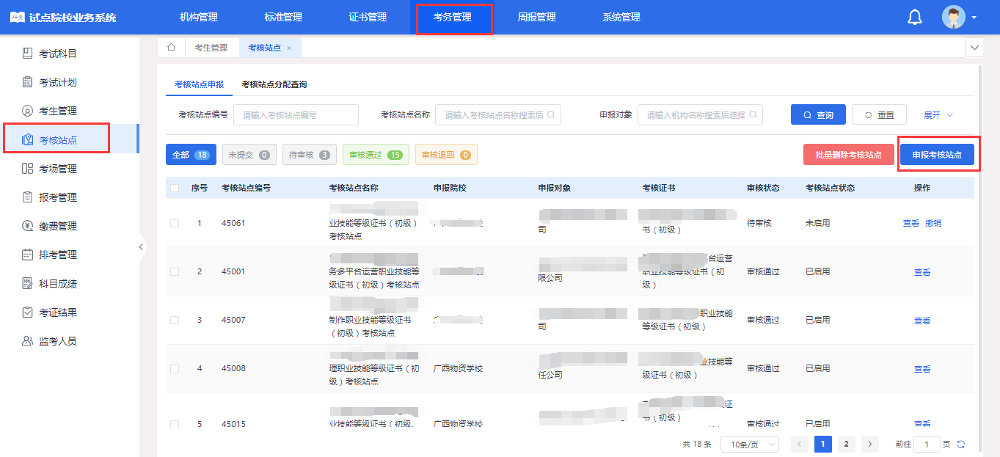 试点院校业务系统
机构管理 标准管理 证书管理 考务管理 周报管理 系统管理
考试科目
考试计划
考生管理
考核站点
考场管理
报考管理
缴费管理
排考管理
科目成绩
考证结果
监考人员
考生管理 考核站点 ×
考核站点申报 考核站点分配查询
考核站点编号 请输入考核站点编号 考核站点名称 请输入考核站点名称搜索后 申报对象 请输入机构名称搜索后选择 查询 重置 展开
全部 18 未提交 0 待审核 3 审核通过 15 审核退回 0 批量删除考核站点 申报考核站点
序号 考核站点编号 考核站点名称 申报院校 申报对象 考核证书 审核状态 考核站点状态 操作
1 45061 业技能等级证书（初级）考核站点 司 书（初级） 待审核 未启用 查看 撤销
2 45001 务多平台运营职业技能等级证书（初级）考核站点 限公司 台运营职业技能等级证书（初级） 审核通过 已启用 查看
3 45007 制作职业技能等级证书（初级）考核站点 司 职业技能等级证书（初级） 审核通过 已启用 查看
4 45008 理职业技能等级证书（初级）考核站点 广西物资学校 任公司 业技能等级证书（初级） 审核通过 已启用 查看
5 45015 业技能等级证书（初级. 广西物资学校 证书（初级） 审核通过 已启用 查看
共 18 条 10条/页 1 2 前往 1 页